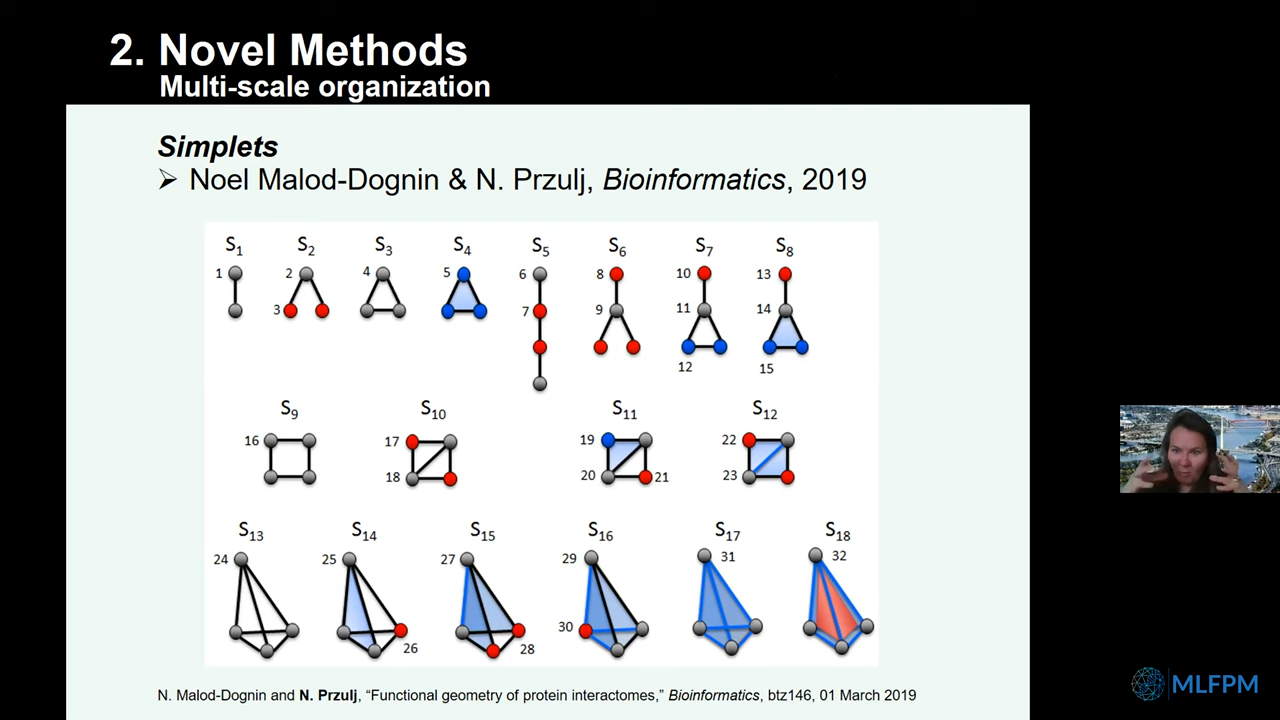 2. Novel Methods
Multi-scale organization
Simplets
➢ Noel Malod-Dognin & N. Przulj, Bioinformatics, 2019
S1 S2 S3 S4 S5 S6 S7 S8
1 2 3 4 5 6 7 8 9 10 11 12 13 14 15
S9 S10 S11 S12
16 17 18 19 20 21 22 23
S13 S14 S15 S16 S17 S18
24 25 26 27 28 29 30 31 32
N. Malod-Dognin and N. Przulj, “Functional geometry of protein interactomes,” Bioinformatics, btz146, 01 March 2019
MLFPM